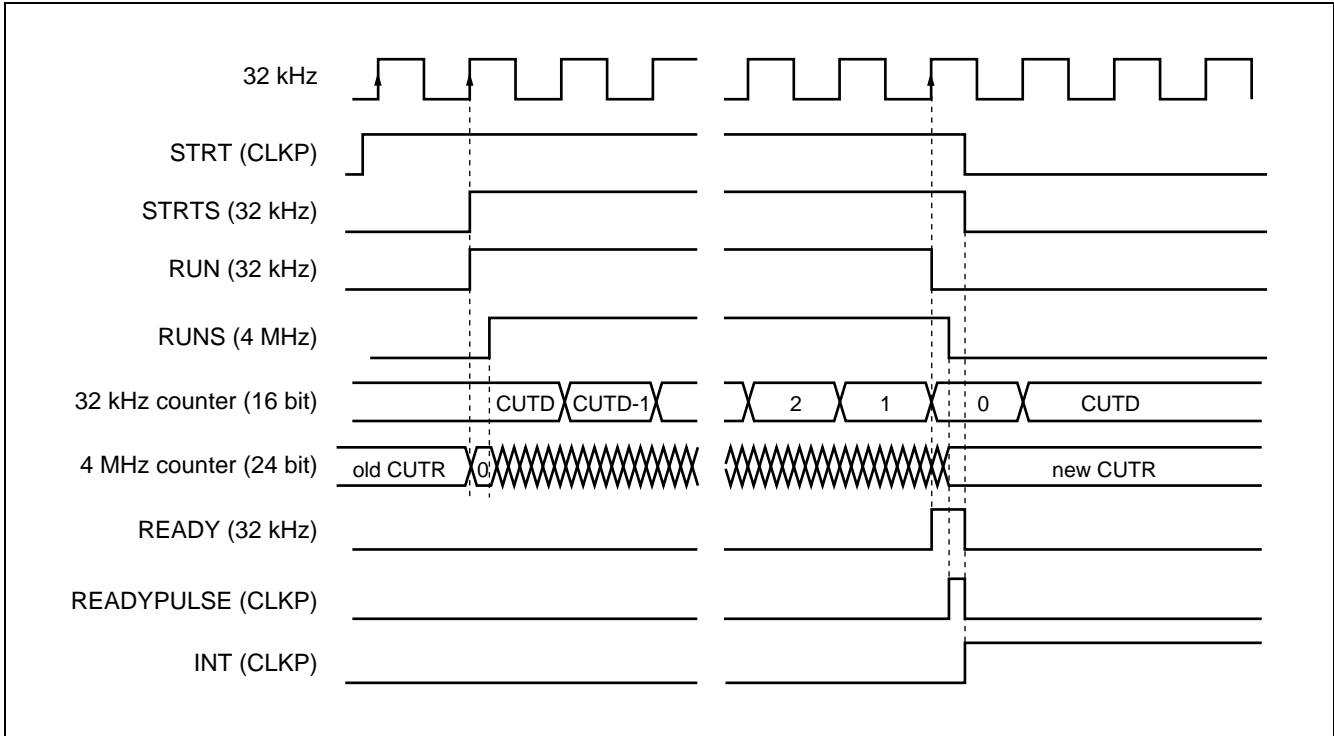 32 kHz
STRT (CLKP)
STRTS (32 kHz)
RUN (32 kHz)
RUNS (4 MHz)
32 kHz counter (16 bit) CUTD CUTD-1 2 1 0 CUTD
4 MHz counter (24 bit) old CUTR 0 new CUTR
READY (32 kHz)
READYPULSE (CLKP)
INT (CLKP)